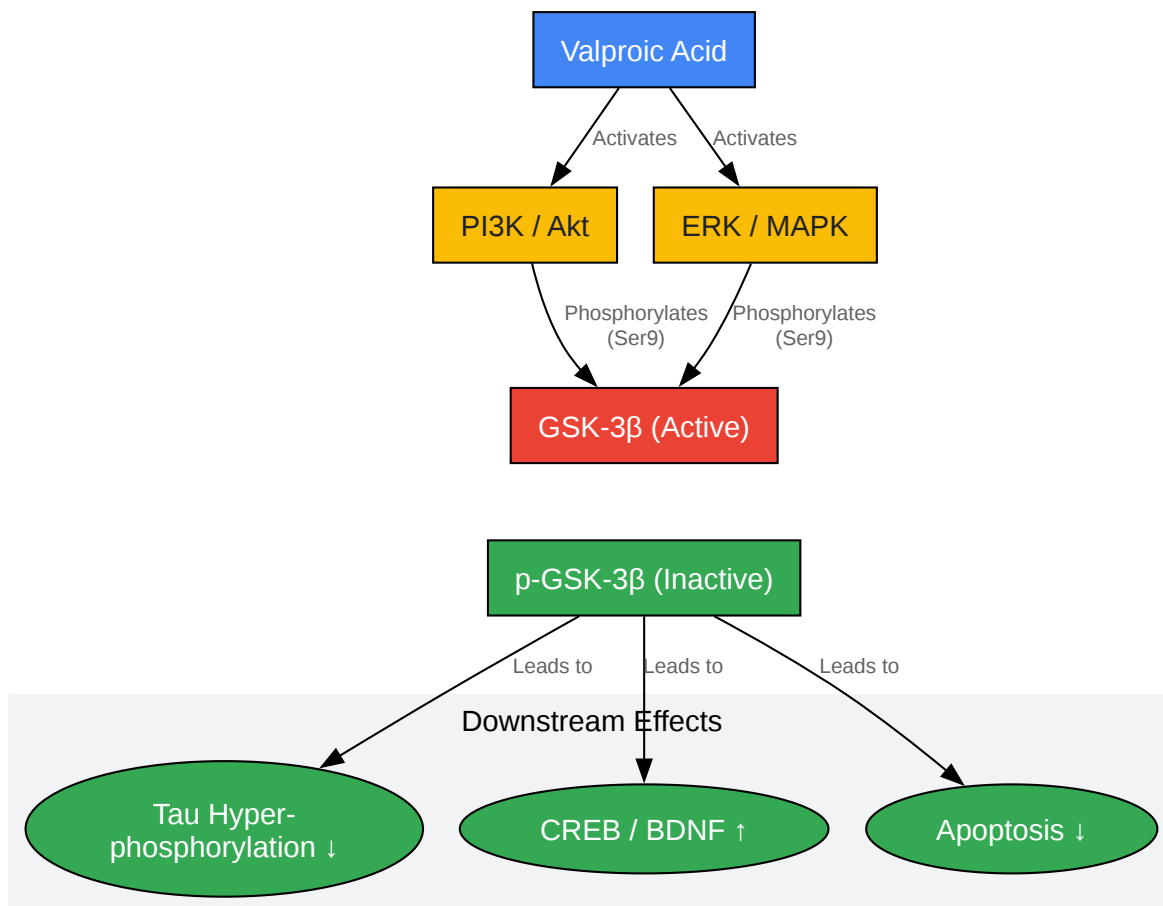 Valproic Acid
Activates
Activates
PI3K / Akt
ERK / MAPK
Phosphorylates
(Ser9)
Phosphorylates
(Ser9)
GSK-3β (Active)
p-GSK-3β (Inactive)
Leads to
Leads to
Leads to
Downstream Effects
Tau Hyper-
phosphorylation ↓
CREB / BDNF ↑
Apoptosis ↓